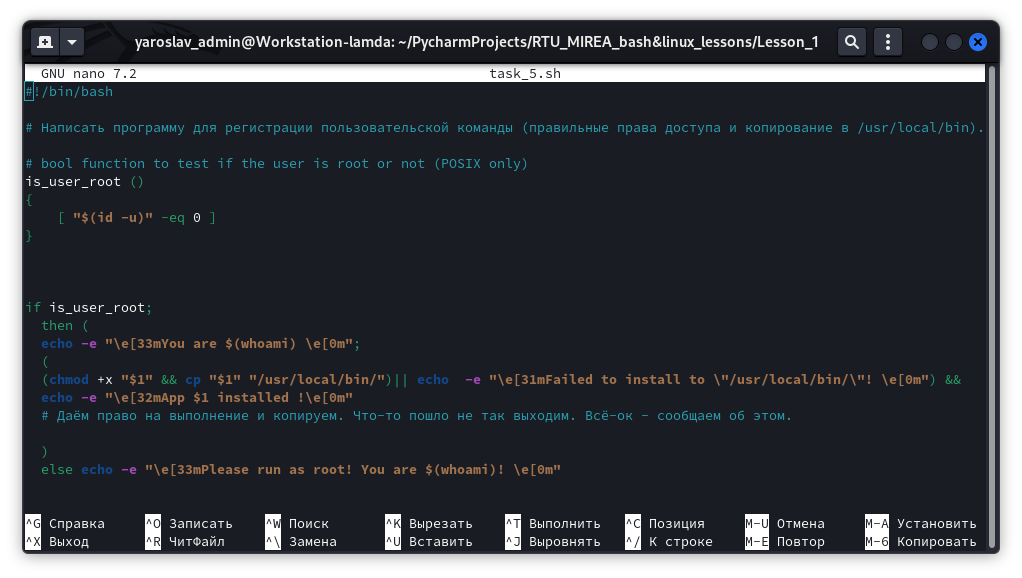 yaroslav_admin@Workstation-lamda: ~/PycharmProjects/RTU_MIREA_bash&linux_lessons/Lesson_1
GNU nano 7.2 task_5.sh
#!/bin/bash
# Написать программу для регистрации пользовательской команды (правильные права доступа и копирование в /usr/local/bin).
# bool function to test if the user is root or not (POSIX only)
is_user_root ()
{
    [ "$(id -u)" -eq 0 ]
}
if is_user_root;
  then (
  echo -e "\e[33mYou are $(whoami) \e[0m";
  (
  (chmod +x "$1" && cp "$1" "/usr/local/bin/")|| echo  -e "\e[31mFailed to install to \"/usr/local/bin/\"! \e[0m") &&
  echo -e "\e[32mApp $1 installed !\e[0m"
  # Даём право на выполнение и копируем. Что-то пошло не так выходим. Всё-ок - сообщаем об этом.
  )
  else echo -e "\e[33mPlease run as root! You are $(whoami)! \e[0m"
^G Справка ^O Записать ^W Поиск ^K Вырезать ^T Выполнить ^C Позиция M-U Отмена M-A Установить
^X Выход ^R ЧитФайл ^\ Замена ^U Вставить ^J Выровнять ^/ К строке M-E Повтор M-6 Копировать